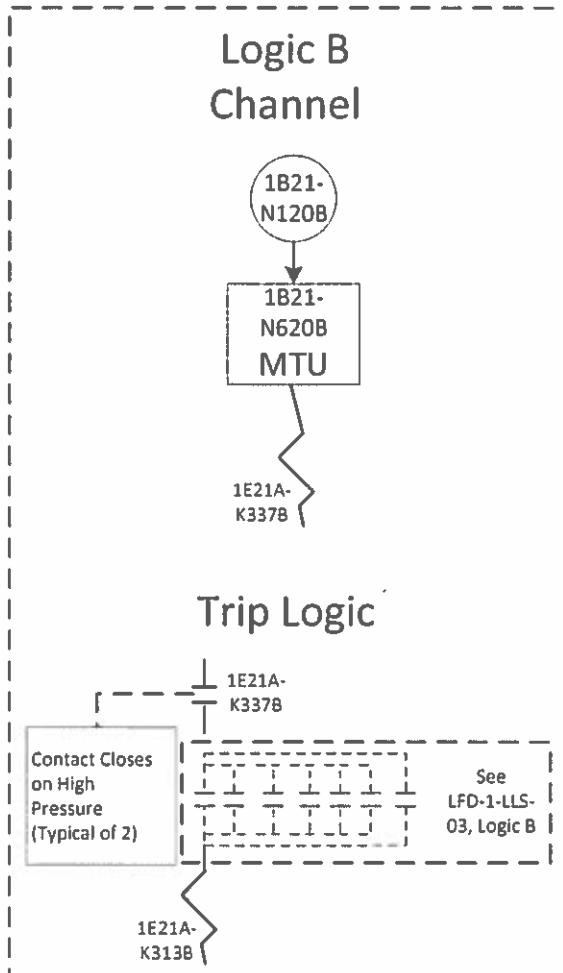 Logic B
Channel
1B21-
N120B
1B21-
N620B
MTU
1E21A-
K337B
Trip Logic
1E21A-
K337B
Contact Closes
on High
Pressure
(Typical of 2)
See
LFD-1-LLS-
03, Logic B
1E21A-
K313B